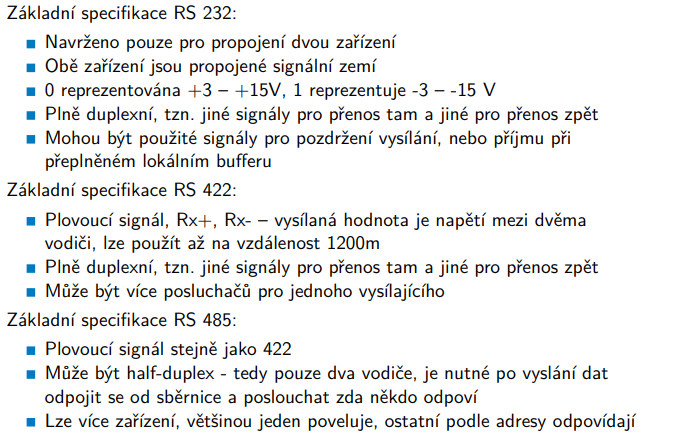 Základní specifikace RS 232:
Navrženo pouze pro propojení dvou zařízení
Obě zařízení jsou propojené signální zemí
0 reprezentována +3 – +15V, 1 reprezentuje -3 – -15 V
Plně duplexní, tzn. jiné signály pro přenos tam a jiné pro přenos zpět
Mohou být použité signály pro pozdržení vysílání, nebo příjmu při
přeplněném lokálním bufferu
Základní specifikace RS 422:
Plovoucí signál, Rx+, Rx- – vysílaná hodnota je napětí mezi dvěma
vodiči, lze použít až na vzdálenost 1200m
Plně duplexní, tzn. jiné signály pro přenos tam a jiné pro přenos zpět
Může být více posluchačů pro jednoho vysílajícího
Základní specifikace RS 485:
Plovoucí signál stejně jako 422
Může být half-duplex - tedy pouze dva vodiče, je nutné po vyslání dat
odpojit se od sběrnice a poslouchat zda někdo odpoví
Lze více zařízení, většinou jeden poveluje, ostatní podle adresy odpovídají